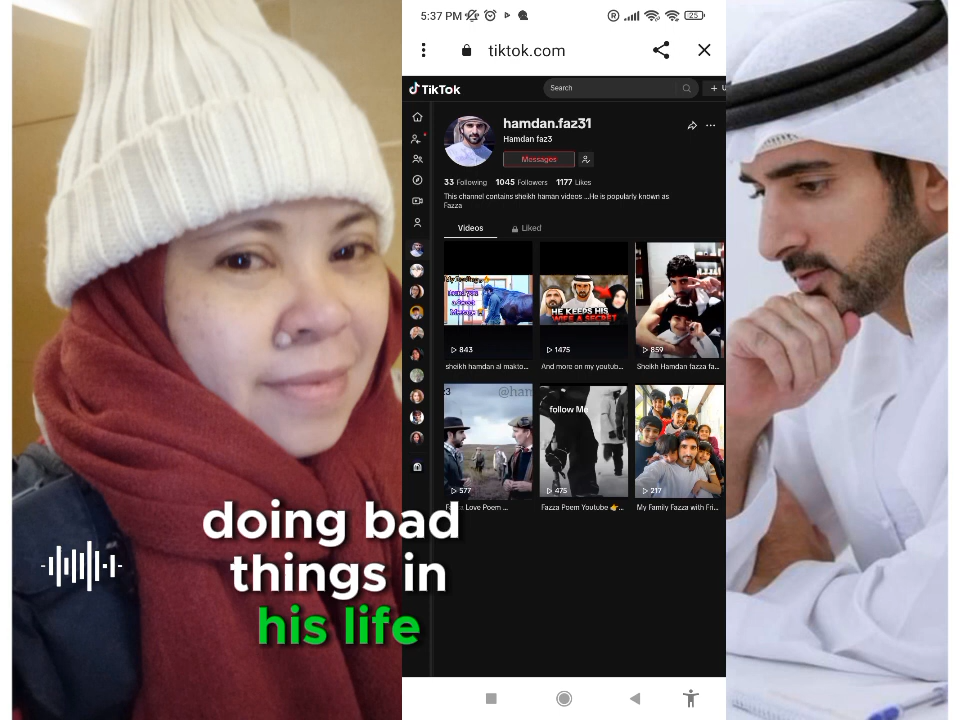 5:37 PM
25
tiktok.com
TikTok
Search
hamdan.faz31
Hamdan faz3
Messages
33 Following 1045 Followers 1177 Likes
This channel contains sheikh haman videos ...He is popularly known as
Fazza
Videos
Liked
HE KEEPS HIS
WIFE A SECRET
843
1475
859
sheikh hamdan al makto...
And more on my youtub...
Sheikh Hamdan fazza fa...
@han
follow Me
577
475
217
Love Poem ...
Fazza Poem Youtube 👉...
My Family Fazza with Fri...
doing bad
things in
his life